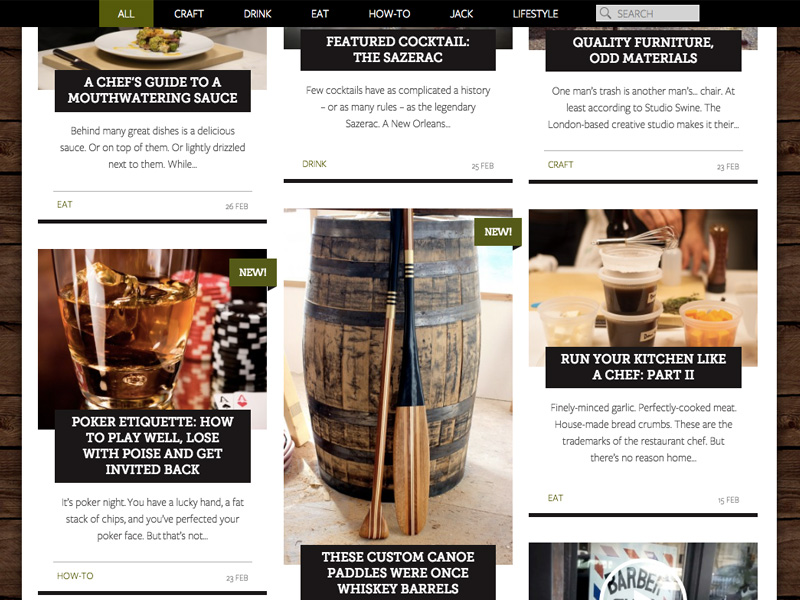 ALL
CRAFT
DRINK
EAT
HOW-TO
JACK
LIFESTYLE
SEARCH
A CHEF'S GUIDE TO A
MOUTHWATERING SAUCE
Behind many great dishes is a delicious
sauce. Or on top of them. Or lightly drizzled
next to them. While...
EAT
26 FEB
NEW!
POKER ETIQUETTE: HOW
TO PLAY WELL, LOSE
WITH POISE AND GET
INVITED BACK
It's poker night. You have a lucky hand, a fat
stack of chips, and you've perfected your
poker face. But that's not...
HOW-TO
23 FEB
FEATURED COCKTAIL:
THE SAZERAC
Few cocktails have as complicated a history
– or as many rules – as the legendary
Sazerac. A New Orleans...
DRINK
25 FEB
NEW!
THESE CUSTOM CANOE
PADDLES WERE ONCE
WHISKEY BARRELS
QUALITY FURNITURE,
ODD MATERIALS
One man's trash is another man's... chair. At
least according to Studio Swine. The
London-based creative studio makes it their...
CRAFT
23 FEB
RUN YOUR KITCHEN LIKE
A CHEF: PART II
Finely-minced garlic. Perfectly-cooked meat.
House-made bread crumbs. These are the
trademarks of the restaurant chef. But
there's no reason home...
EAT
15 FEB
BARBER